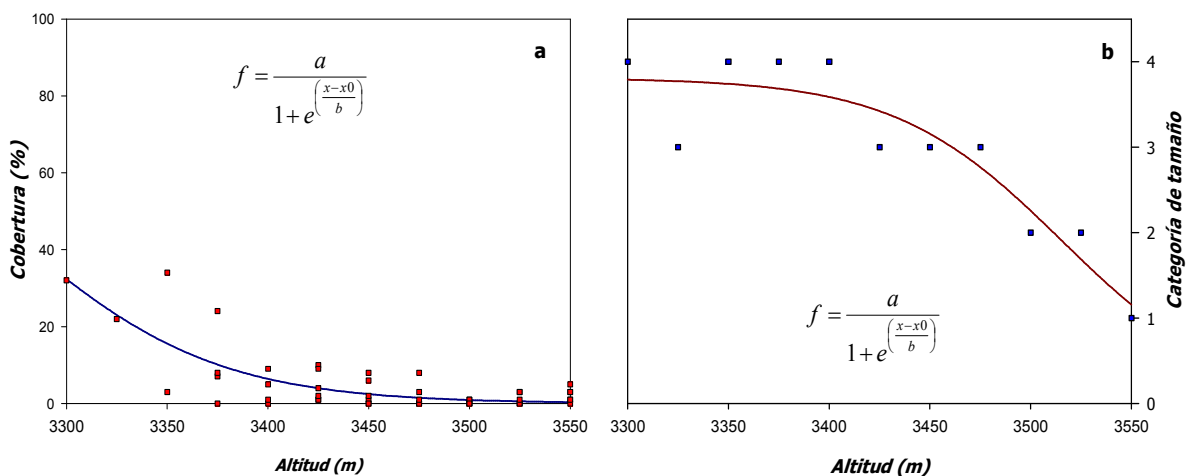 a
100
80
60
40
20
0
Cobertura (%)
f = a / (1 + e^((x−x0)/b))
3300 3350 3400 3450 3500 3550
Altitud (m)
b
4
3
2
1
0
Categoría de tamaño
f = a / (1 + e^((x−x0)/b))
3300 3350 3400 3450 3500 3550
Altitud (m)